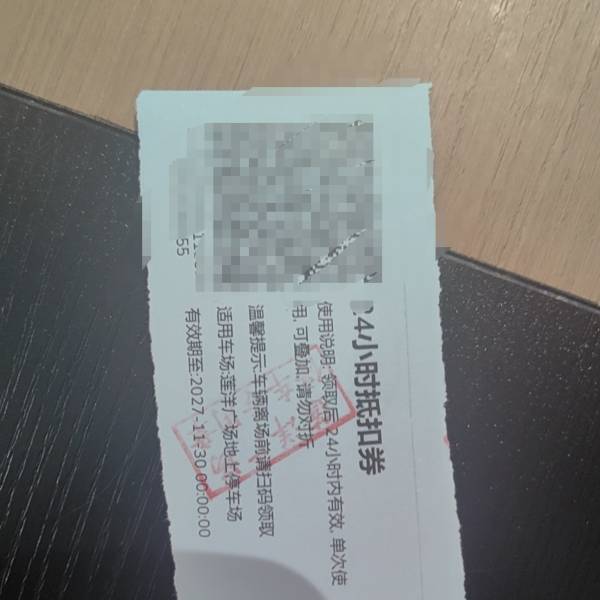 24小时抵扣券
使用说明:领取后,24小时内有效,单次使
用,可叠加,请勿对折
温馨提示:车辆离场前请扫码领取
适用车场:莲洋广场地上停车场
有效期至:2027-11-30 00:00:00
55